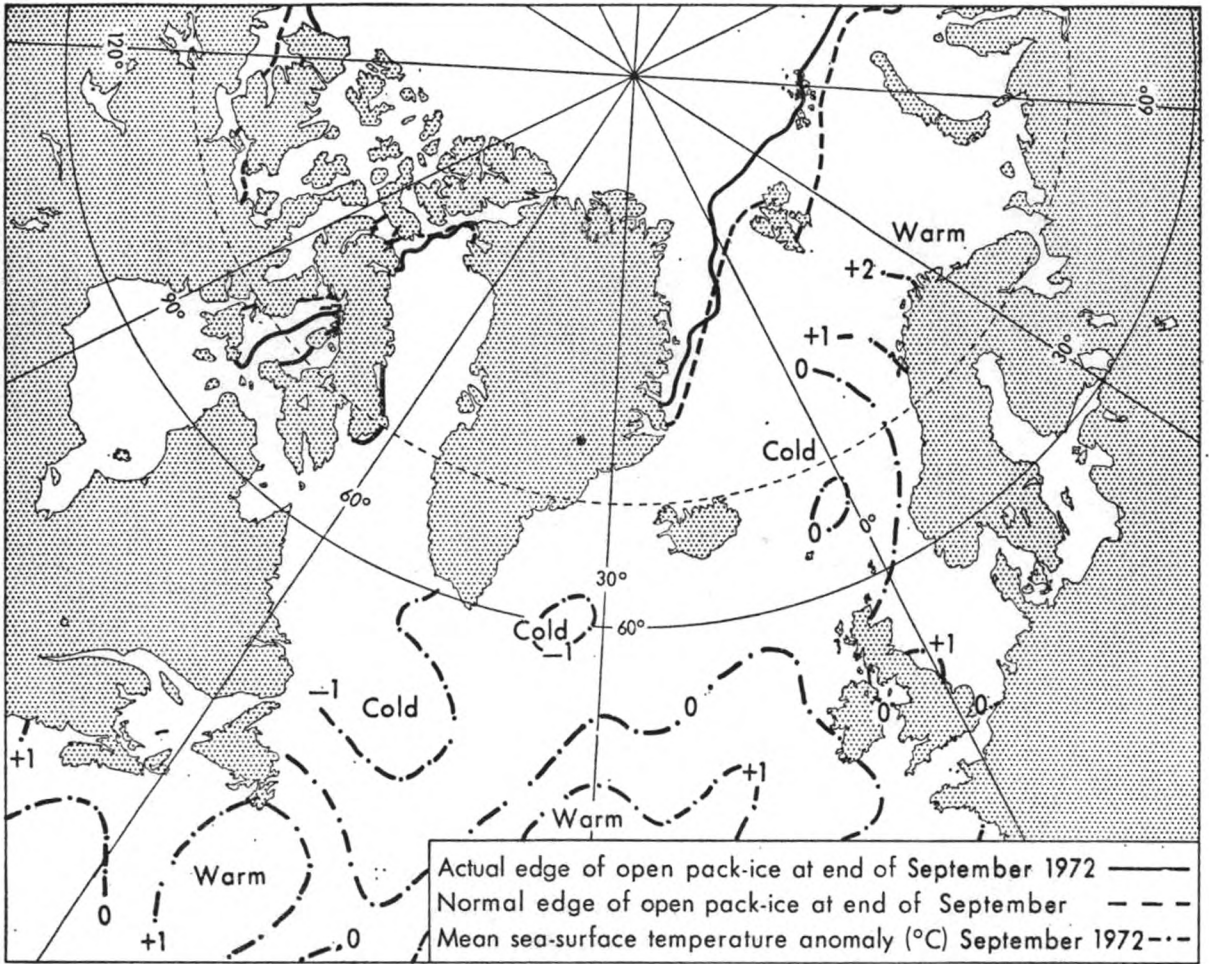 120°
60°
Warm
+2
90°
+1
30°
0
Cold
60°
0°
0
30°
Cold
60°
−1
+1
−1
Cold
0
0
0
+1
+1
Warm
Warm
0
+1
0
Actual edge of open pack-ice at end of September 1972
Normal edge of open pack-ice at end of September
Mean sea-surface temperature anomaly (°C) September 1972